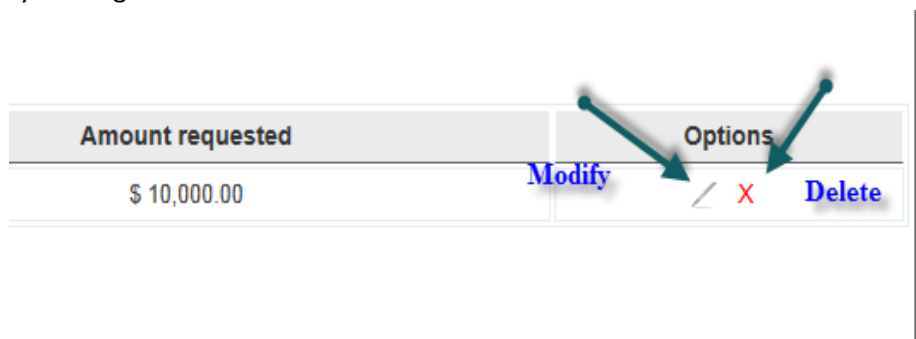 Amount requested Options
$ 10,000.00 Modify X Delete